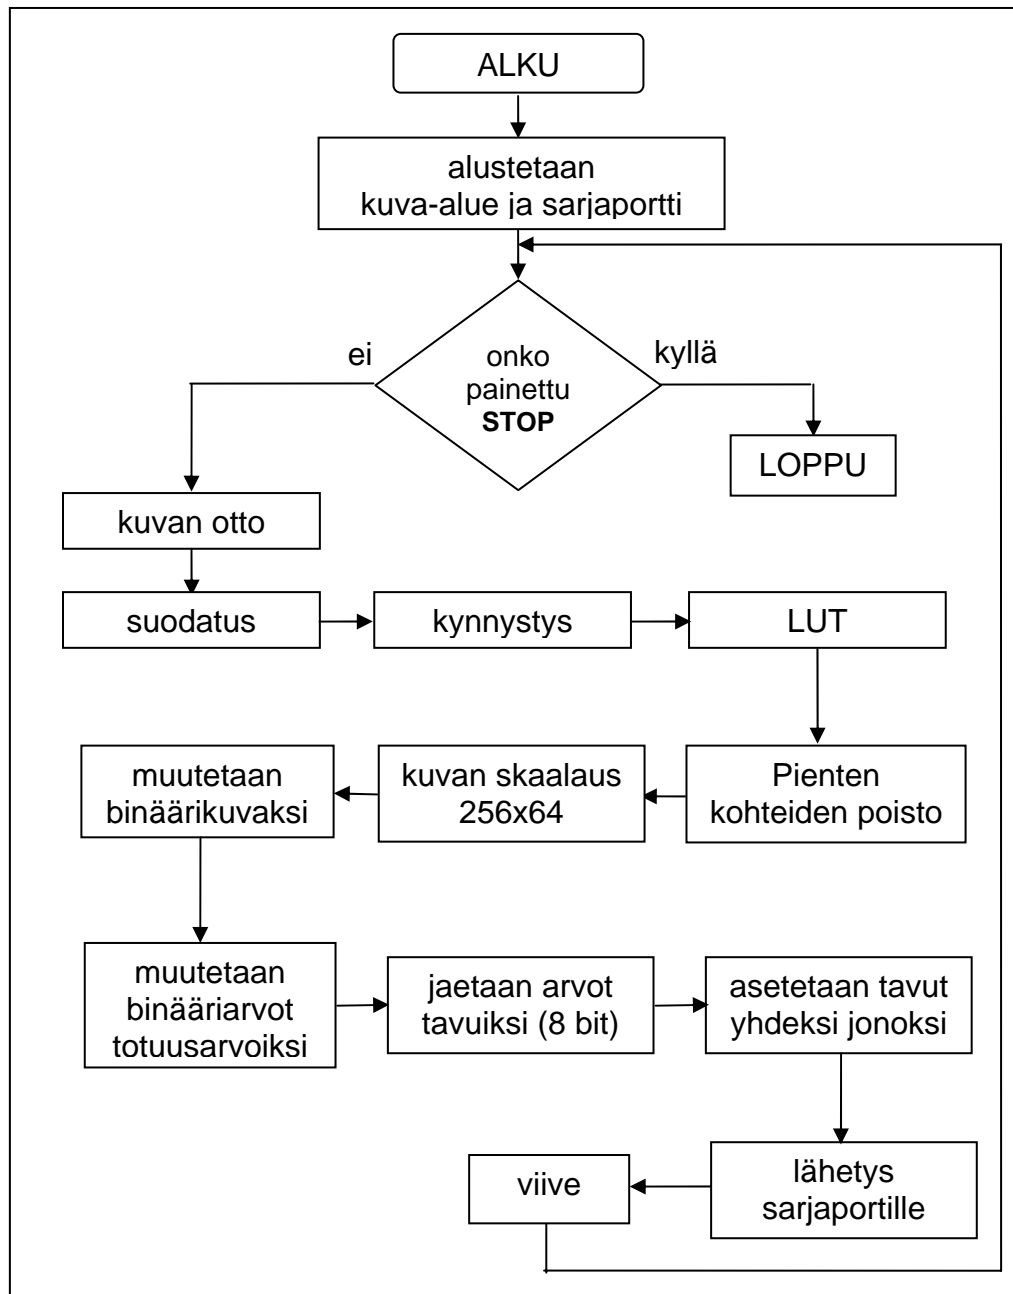 ALKU
alustetaan
kuva-alue ja sarjaportti
onko
painettu
STOP
ei
kyllä
LOPPU
kuvan otto
suodatus
kynnystys
LUT
Pienten
kohteiden poisto
kuvan skaalaus
256x64
muutetaan
binäärikuvaksi
muutetaan
binääriarvot
totuusarvoiksi
jaetaan arvot
tavuiksi (8 bit)
asetetaan tavut
yhdeksi jonoksi
lähetys
sarjaportille
viive